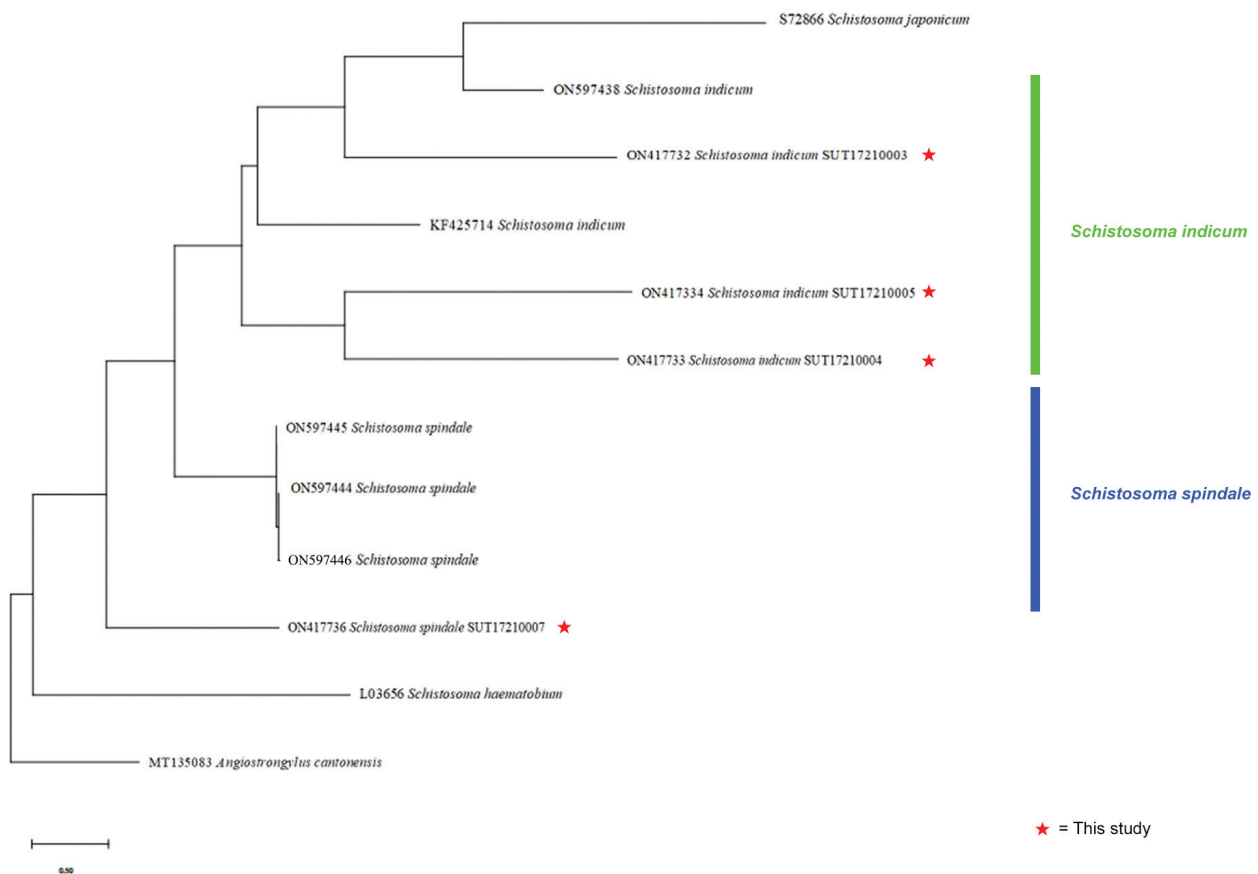 S72866 Schistosoma japonicum
ON597438 Schistosoma indicum
ON417732 Schistosoma indicum SUT17210003
KF425714 Schistosoma indicum
Schistosoma indicum
ON417334 Schistosoma indicum SUT17210005
ON417733 Schistosoma indicum SUT17210004
ON597445 Schistosoma spindale
ON597444 Schistosoma spindale
Schistosoma spindale
ON597446 Schistosoma spindale
ON417736 Schistosoma spindale SUT17210007
L03656 Schistosoma haematobium
MT135083 Angiostrongylus cantonensis
= This study
0.50